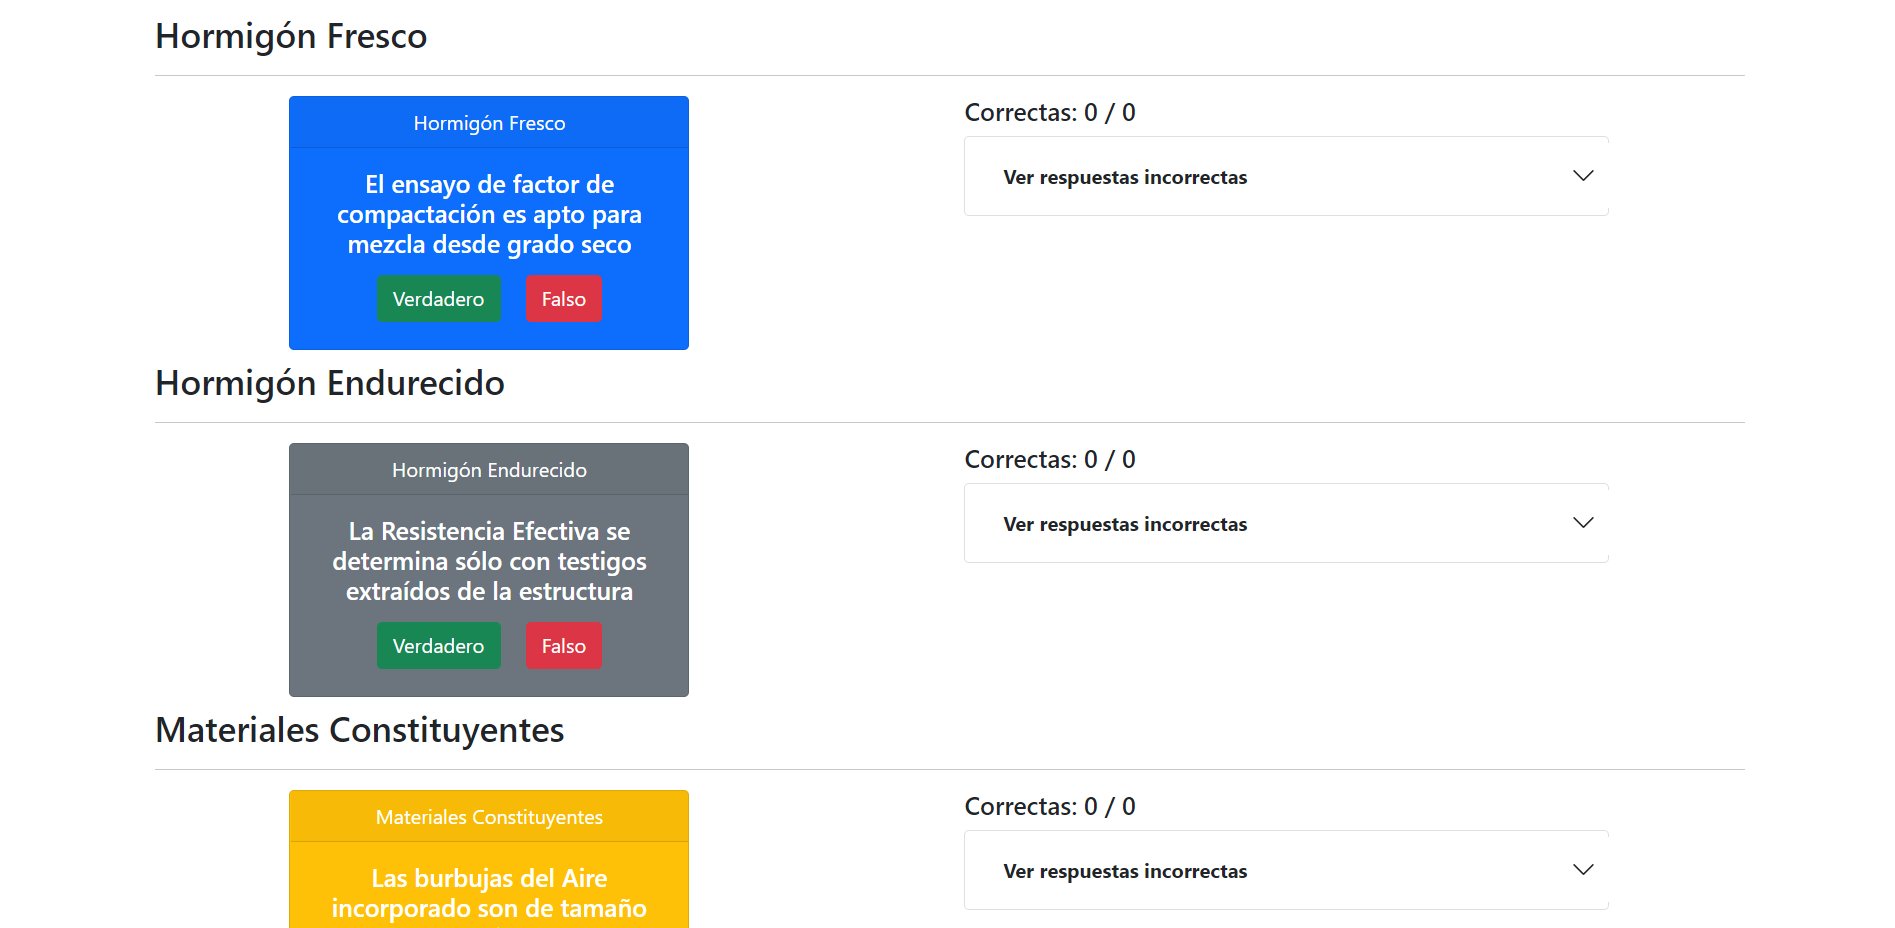 Hormigón Fresco
Hormigón Fresco
El ensayo de factor de
compactación es apto para
mezcla desde grado seco
Verdadero
Falso
Correctas: 0 / 0
Ver respuestas incorrectas
Hormigón Endurecido
Hormigón Endurecido
La Resistencia Efectiva se
determina sólo con testigos
extraídos de la estructura
Verdadero
Falso
Correctas: 0 / 0
Ver respuestas incorrectas
Materiales Constituyentes
Materiales Constituyentes
Las burbujas del Aire
incorporado son de tamaño
Correctas: 0 / 0
Ver respuestas incorrectas